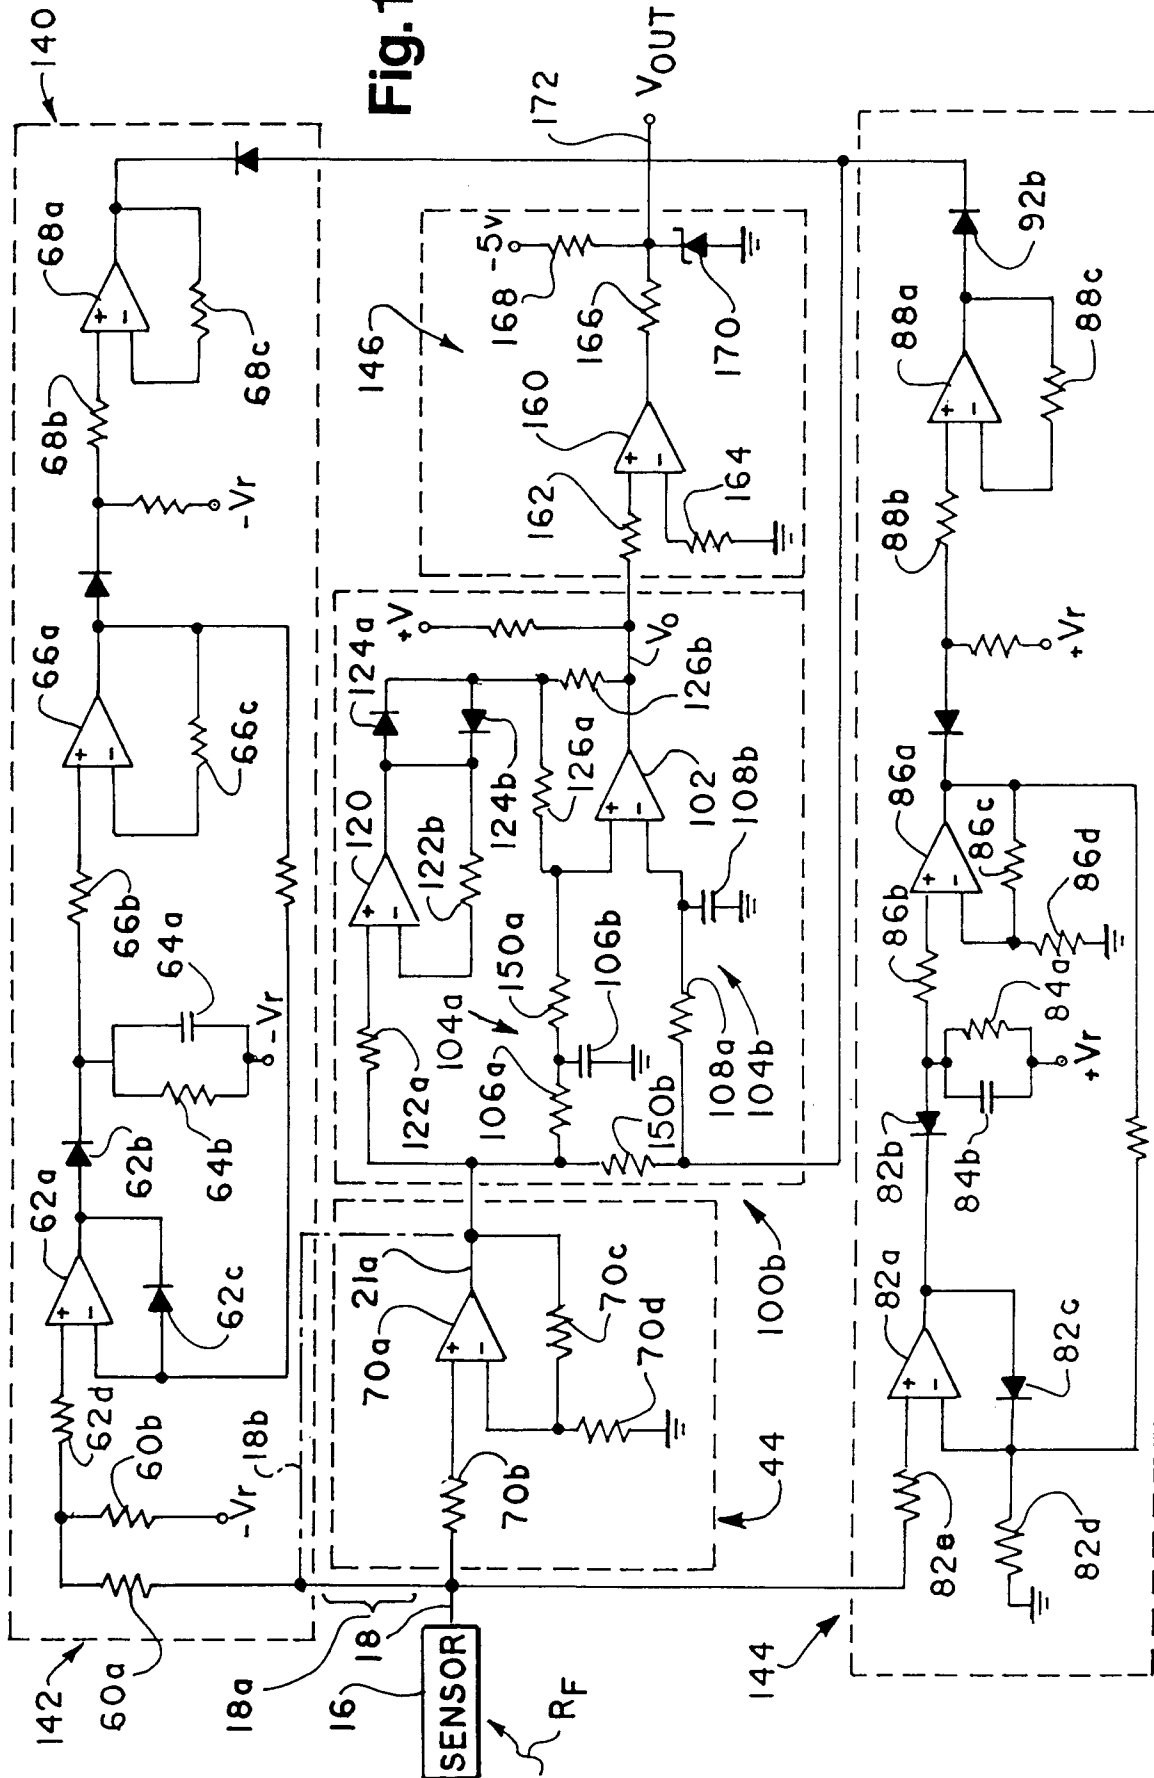 Fig.1
140
142
60a
60b
-Vr
62d
62a
62b
62c
64a
64b
-Vr
66b
66a
66c
-Vr
68b
68a
68c
18b
18a
18
16
SENSOR
RF
70b
70a
21a
70c
70d
44
100b
122a
120
122b
124a
124b
126a
126b
+V
Vo
102
104a
106a
106b
150a
150b
108a
108b
104b
146
162
160
164
166
168
-5v
170
172
VOUT
144
82e
82a
82b
82c
82d
84a
84b
+Vr
86b
86a
86c
86d
+Vr
88b
88a
88c
92b
+
-
+
-
+
-
+
-
+
-
+
-
+
-
+
-
+
-
+
-